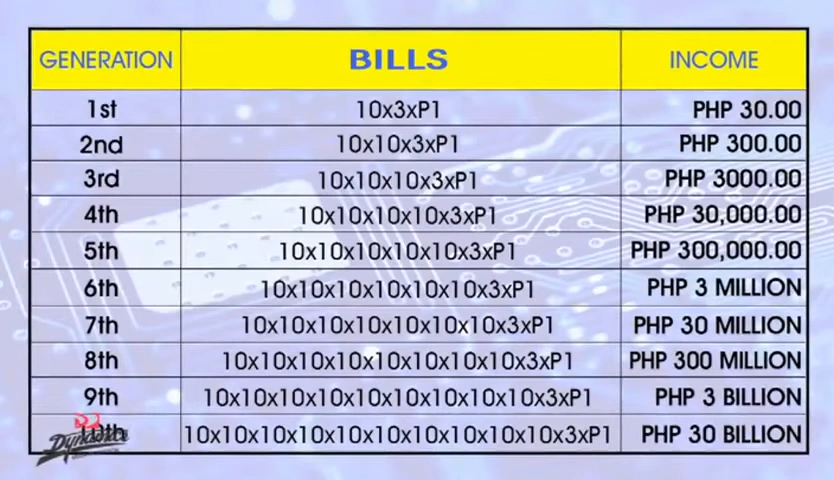 GENERATION BILLS INCOME
1st 10x3xP1 PHP 30.00
2nd 10x10x3xP1 PHP 300.00
3rd 10x10x10x3xP1 PHP 3000.00
4th 10x10x10x10x3xP1 PHP 30,000.00
5th 10x10x10x10x10x3xP1 PHP 300,000.00
6th 10x10x10x10x10x10x3xP1 PHP 3 MILLION
7th 10x10x10x10x10x10x10x3xP1 PHP 30 MILLION
8th 10x10x10x10x10x10x10x10x3xP1 PHP 300 MILLION
9th 10x10x10x10x10x10x10x10x10x3xP1 PHP 3 BILLION
10th 10x10x10x10x10x10x10x10x10x10x3xP1 PHP 30 BILLION